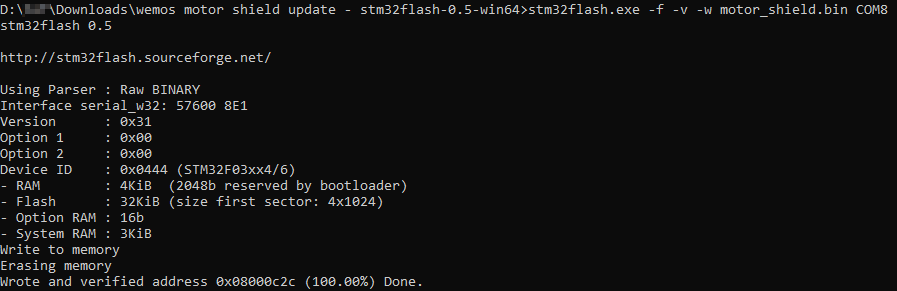 D:\ \Downloads\wemos motor shield update - stm32flash-0.5-win64>stm32flash.exe -f -v -w motor_shield.bin COM8
stm32flash 0.5
http://stm32flash.sourceforge.net/
Using Parser : Raw BINARY
Interface serial_w32: 57600 8E1
Version      : 0x31
Option 1     : 0x00
Option 2     : 0x00
Device ID    : 0x0444 (STM32F03xx4/6)
- RAM        : 4KiB  (2048b reserved by bootloader)
- Flash      : 32KiB (size first sector: 4x1024)
- Option RAM : 16b
- System RAM : 3KiB
Write to memory
Erasing memory
Wrote and verified address 0x08000c2c (100.00%) Done.